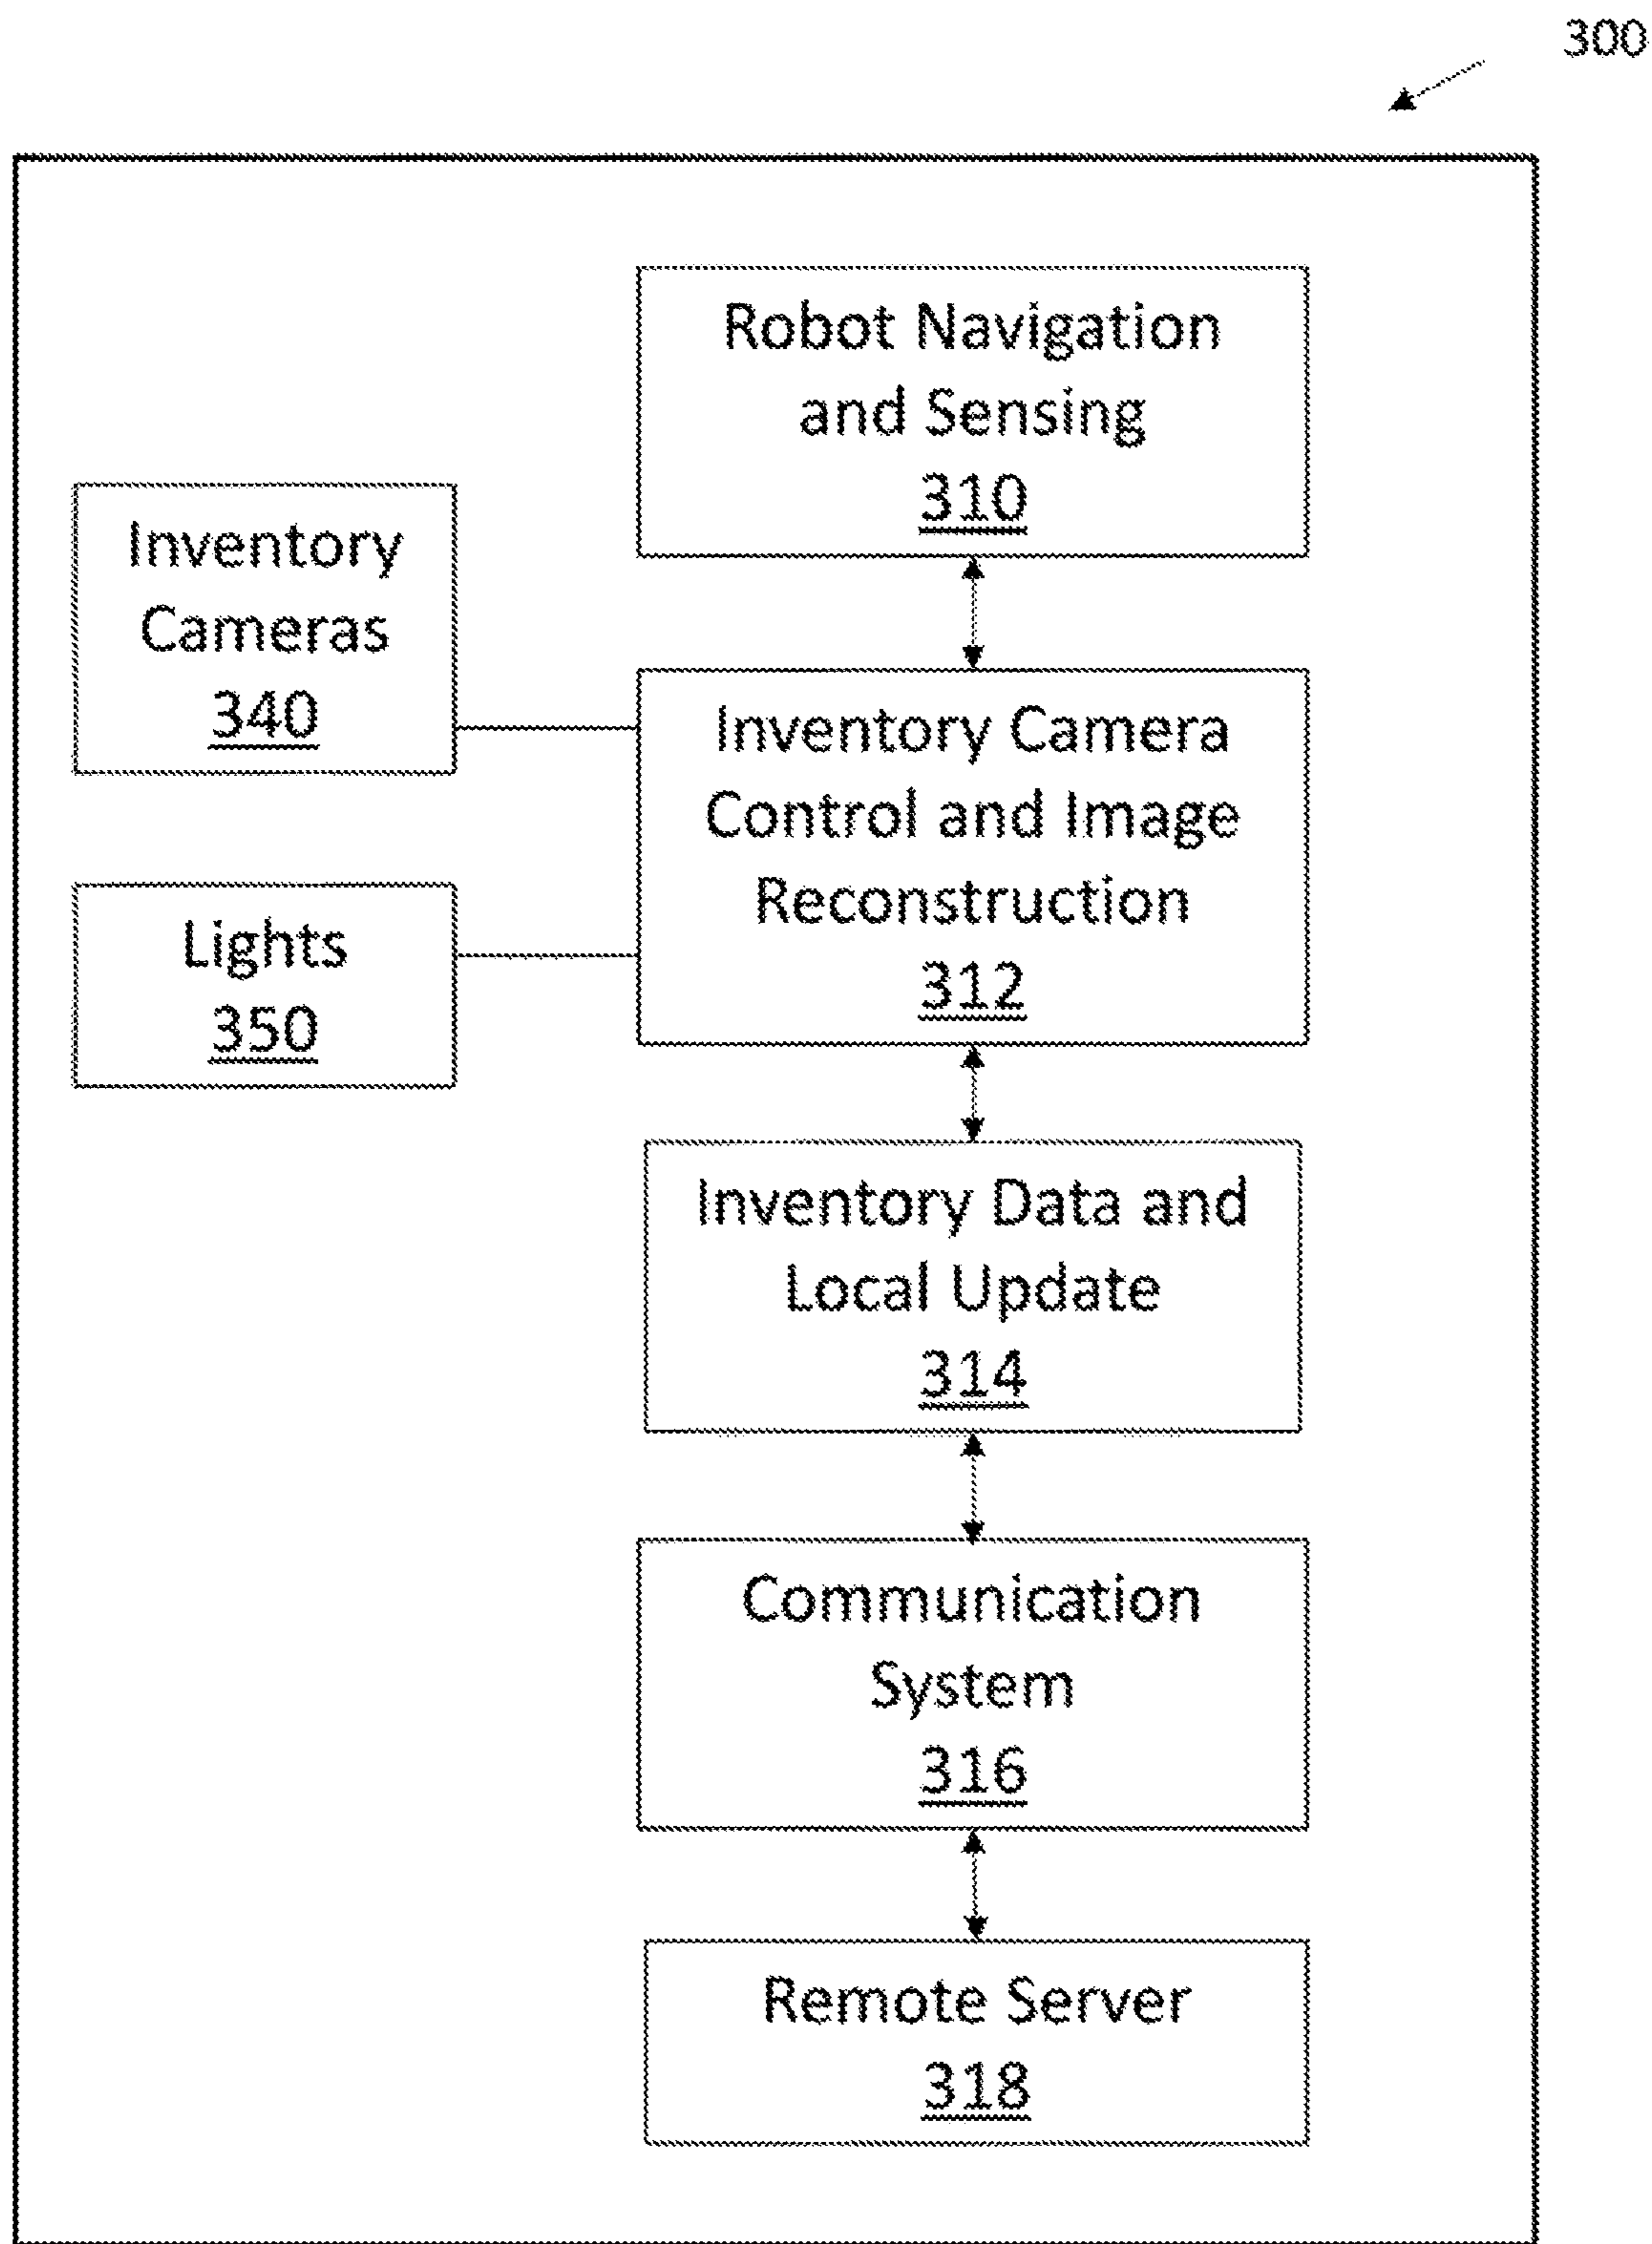 300
Robot Navigation
and Sensing
310
Inventory
Cameras
340
Inventory Camera
Control and Image
Reconstruction
312
Lights
350
Inventory Data and
Local Update
314
Communication
System
316
Remote Server
318